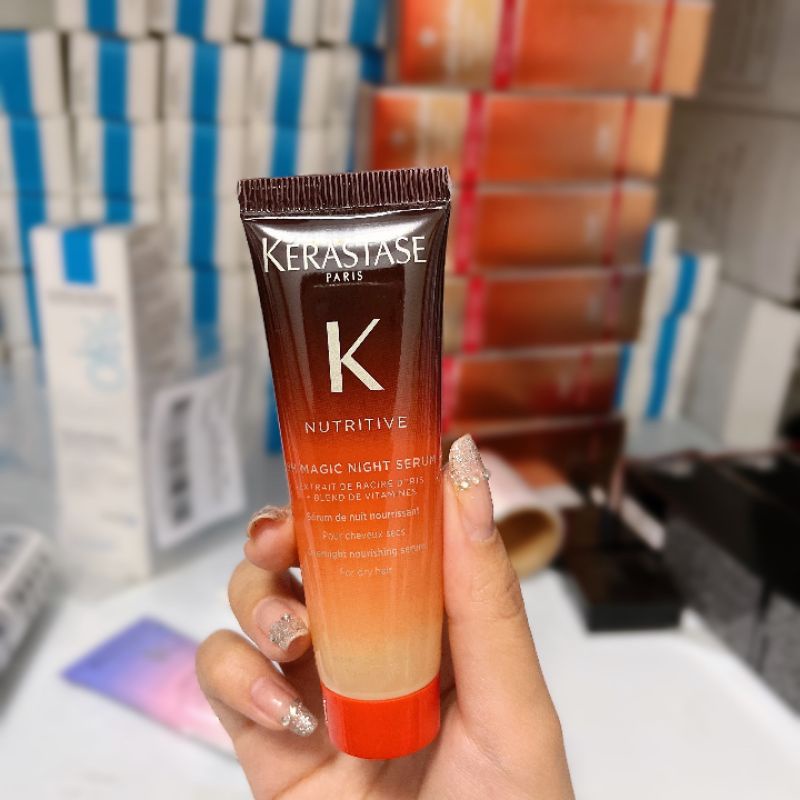 KERASTASE
PARIS
K
NUTRITIVE
MAGIC NIGHT SERUM
EXTRAIT DE RACINE D'IRIS
+ BLEND DE VITAMINES
Sérum de nuit nourrissant
Pour cheveux secs
Overnight nourishing serum
For dry hair